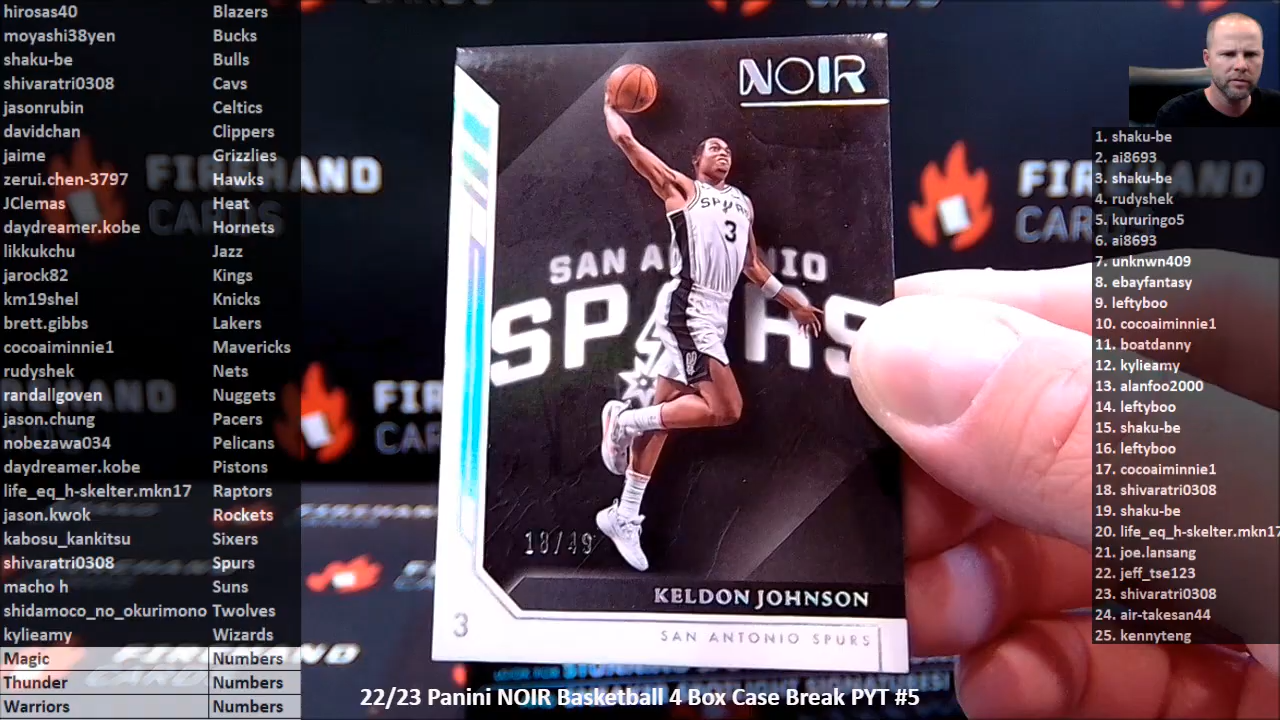 hirosas40 Blazers
moyashi38yen Bucks
shaku-be Bulls
shivaratri0308 Cavs
jasonrubin Celtics
davidchan Clippers
jaime Grizzlies
zerui.chen-3797 Hawks
JClemas Heat
daydreamer.kobe Hornets
likkukchu Jazz
jarock82 Kings
km19shel Knicks
brett.gibbs Lakers
cocoaiminnie1 Mavericks
rudyshek Nets
randallgoven Nuggets
jason.chung Pacers
nobezawa034 Pelicans
daydreamer.kobe Pistons
life_eq_h-skelter.mkn17 Raptors
jason.kwok Rockets
kabosu_kankitsu Sixers
shivaratri0308 Spurs
macho h Suns
shidamoco_no_okurimono Twolves
kylieamy Wizards
Magic Numbers
Thunder Numbers
Warriors Numbers
NOIR
SPURS
3
SAN ANTONIO
SPURS
18/49
KELDON JOHNSON
3
SAN ANTONIO SPURS
FIREHAND
CARDS
1. shaku-be
2. ai8693
3. shaku-be
4. rudyshek
5. kururingo5
6. ai8693
7. unknwn409
8. ebayfantasy
9. leftyboo
10. cocoaiminnie1
11. boatdanny
12. kylieamy
13. alanfoo2000
14. leftyboo
15. shaku-be
16. leftyboo
17. cocoaiminnie1
18. shivaratri0308
19. shaku-be
20. life_eq_h-skelter.mkn17
21. joe.lansang
22. jeff_tse123
23. shivaratri0308
24. air-takesan44
25. kennyteng
22/23 Panini NOIR Basketball 4 Box Case Break PYT #5